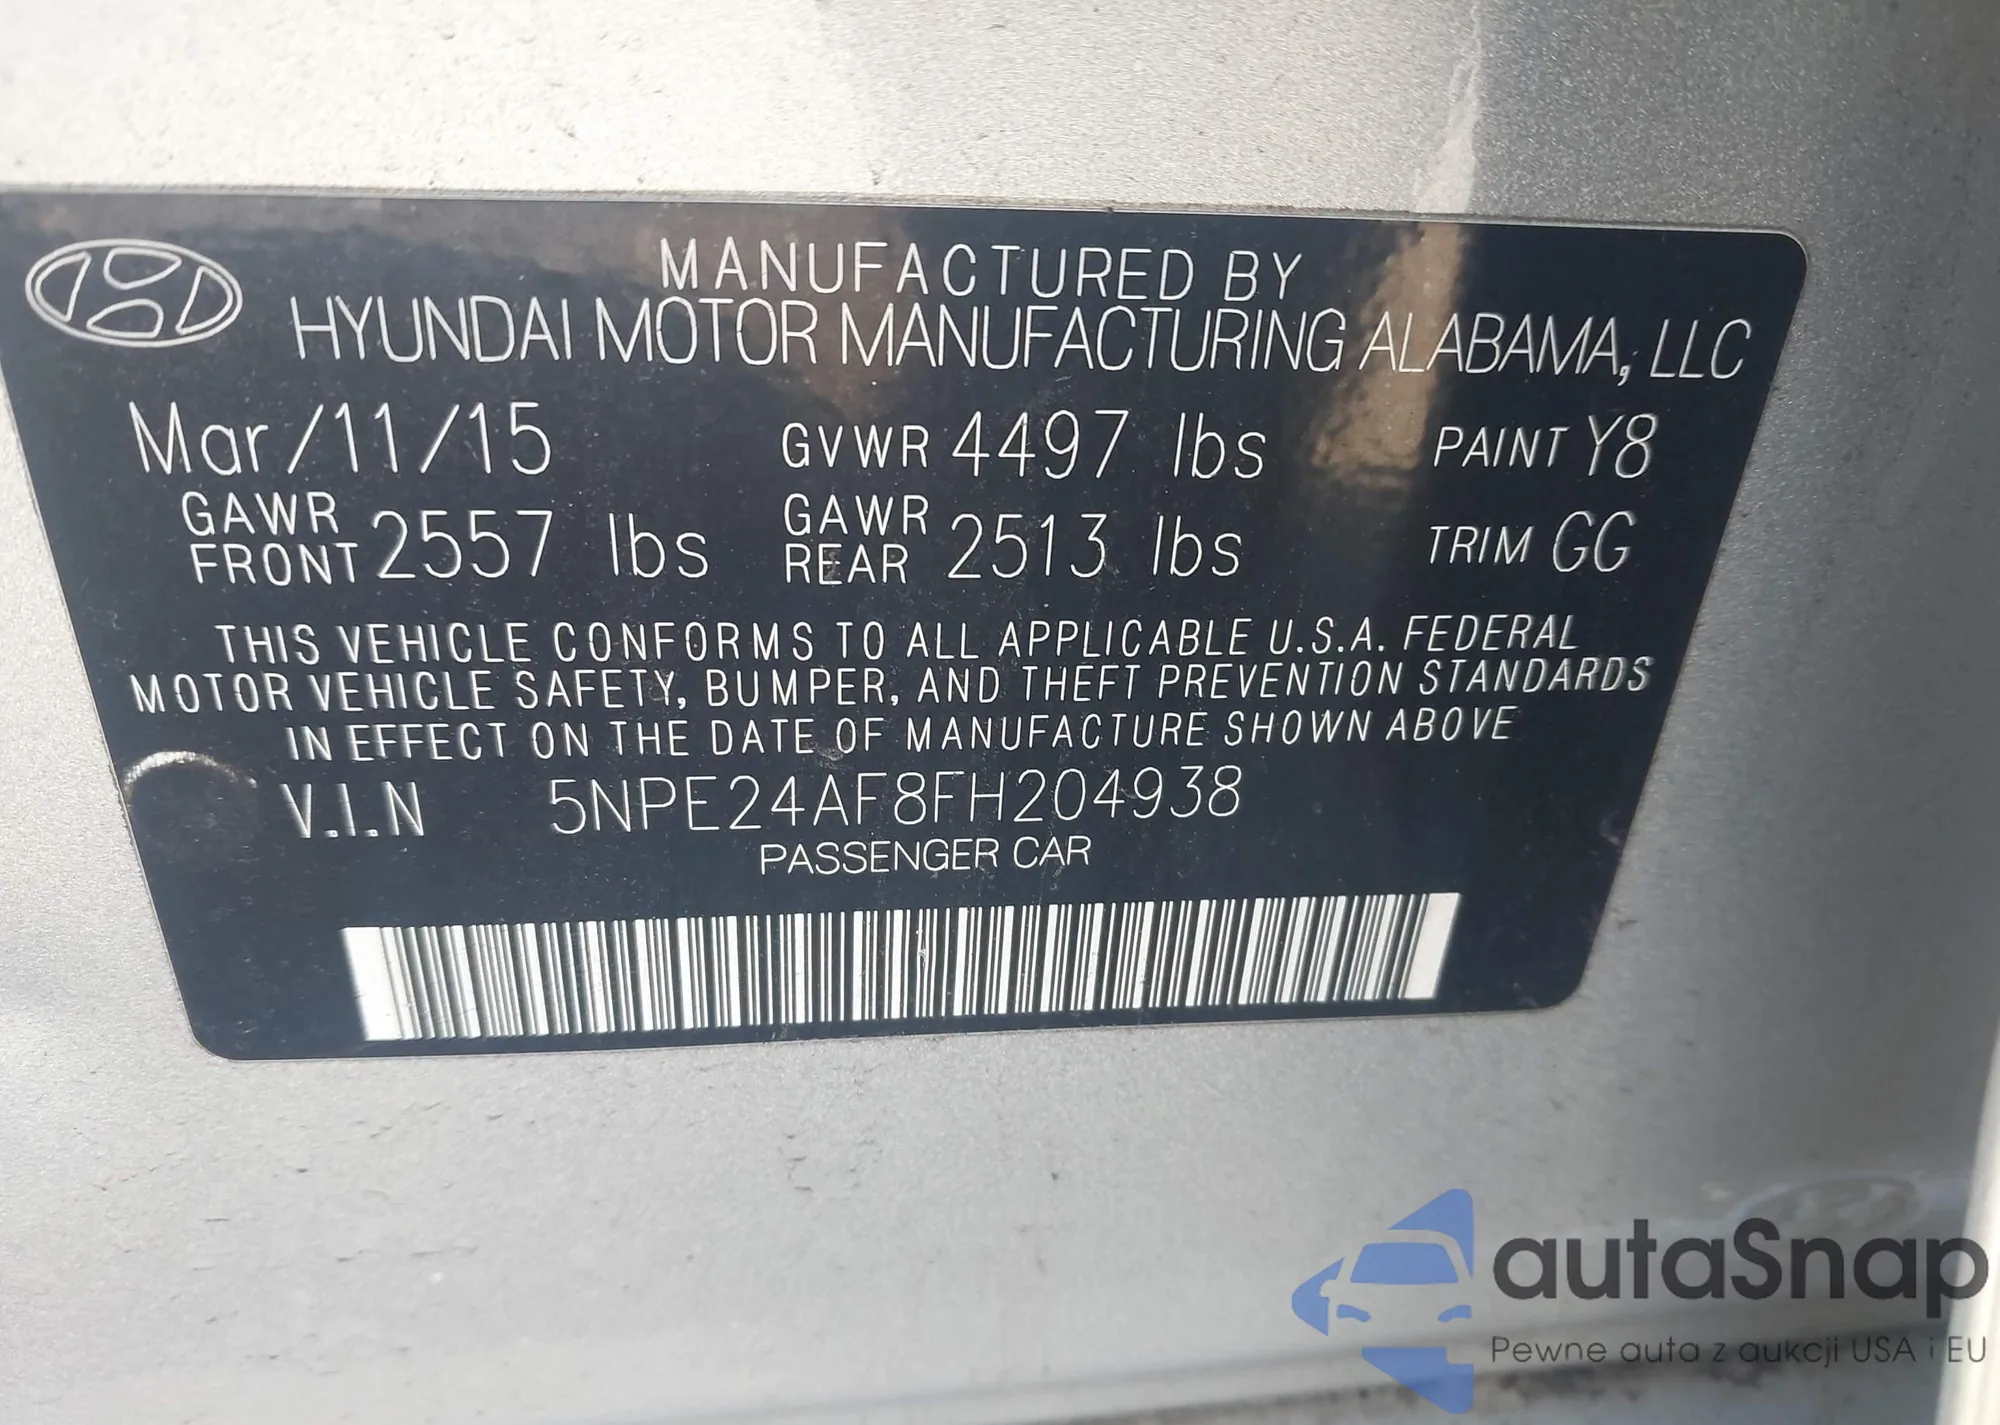 MANUFACTURED BY
HYUNDAI MOTOR MANUFACTURING ALABAMA, LLC
Mar/11/15 GVWR 4497 lbs PAINT Y8
GAWR FRONT 2557 lbs GAWR REAR 2513 lbs TRIM GG
THIS VEHICLE CONFORMS TO ALL APPLICABLE U.S.A. FEDERAL
MOTOR VEHICLE SAFETY, BUMPER, AND THEFT PREVENTION STANDARDS
IN EFFECT ON THE DATE OF MANUFACTURE SHOWN ABOVE
V.I.N 5NPE24AF8FH204938
PASSENGER CAR
autaSnap
Pewne auta z aukcji USA i EU